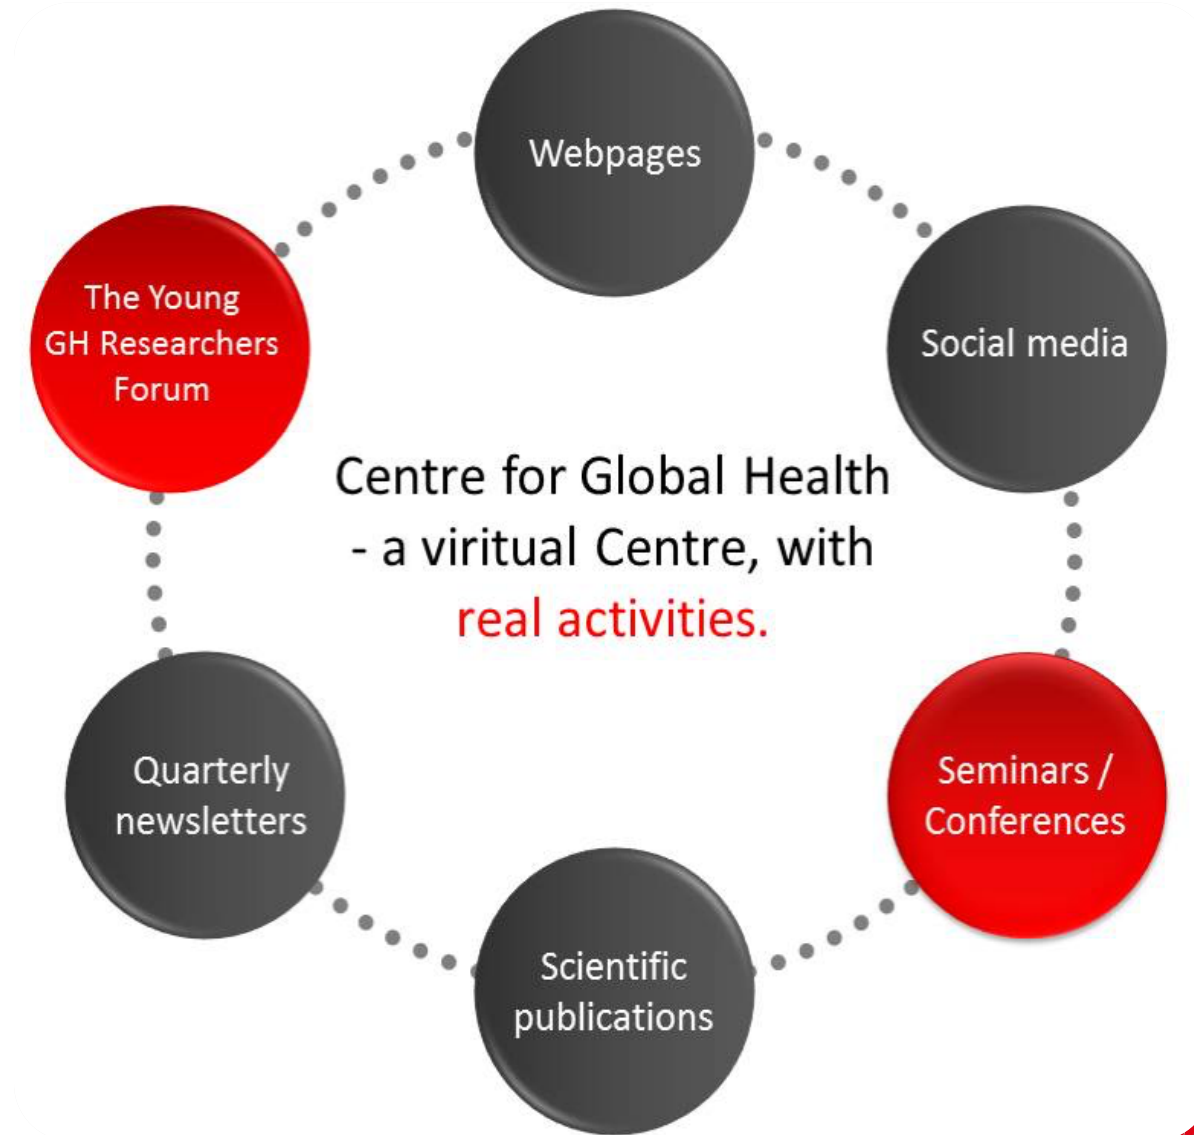 Webpages
The Young
GH Researchers
Forum
Social media
Centre for Global Health
- a viritual Centre, with
real activities.
Quarterly
newsletters
Seminars /
Conferences
Scientific
publications